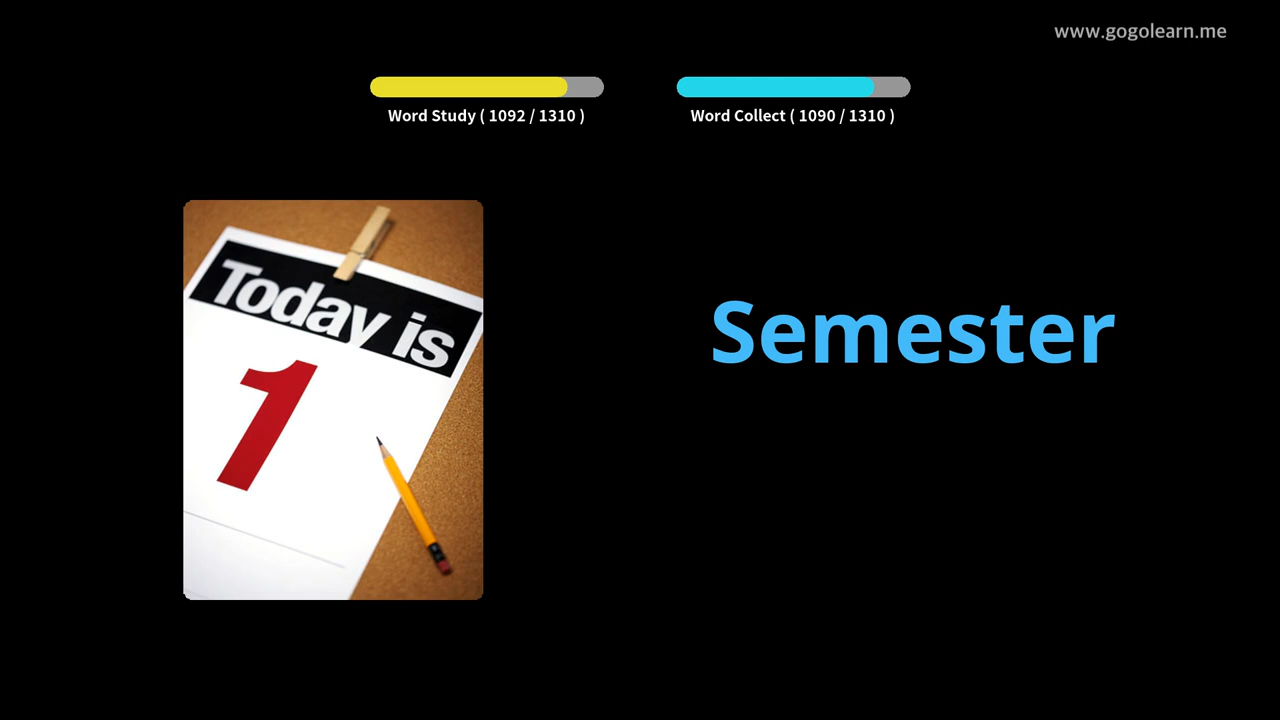 www.gogolearn.me
Word Study ( 1092 / 1310 )
Word Collect ( 1090 / 1310 )
Today is
1
Semester